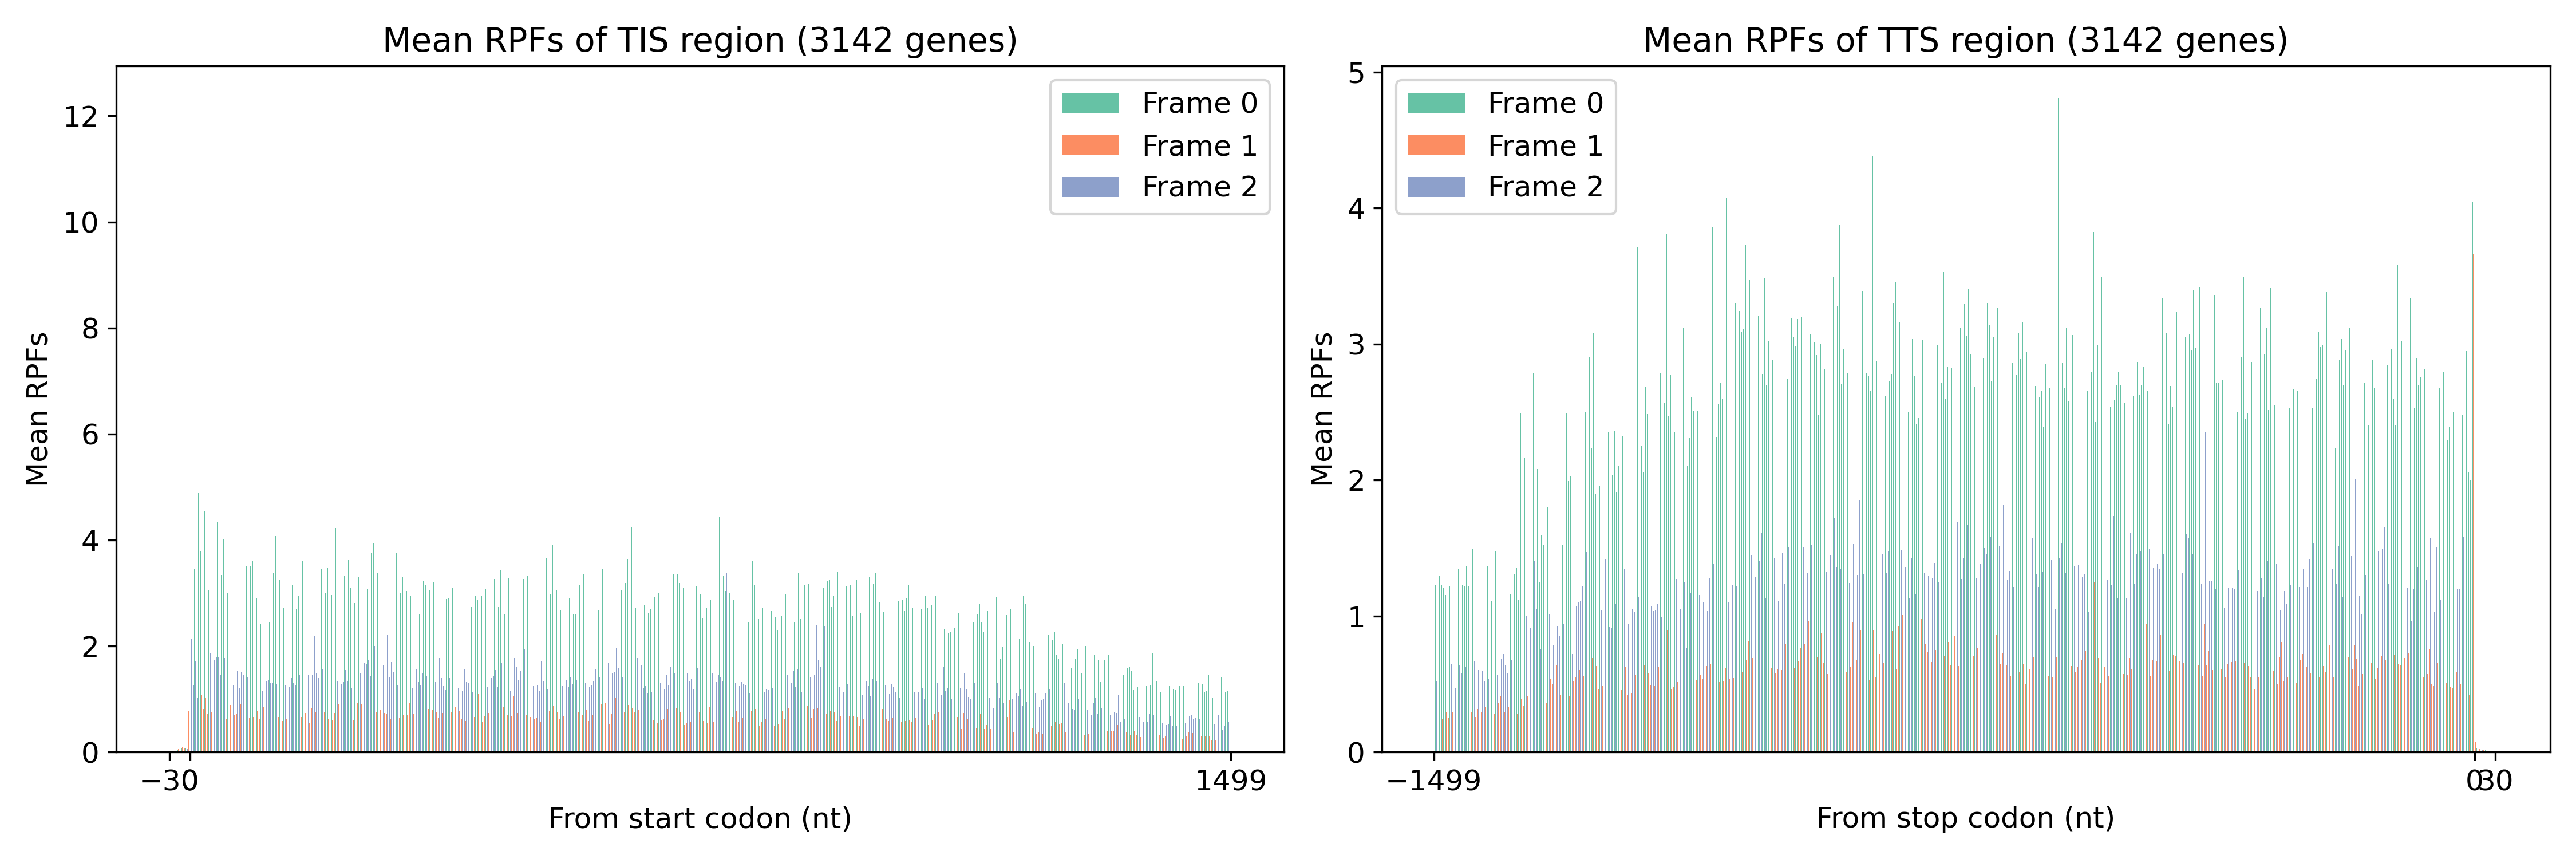 Mean RPFs of TIS region (3142 genes)
Mean RPFs
12
10
8
6
4
2
0
Frame 0
Frame 1
Frame 2
−30
1499
From start codon (nt)
Mean RPFs of TTS region (3142 genes)
Mean RPFs
5
4
3
2
1
0
Frame 0
Frame 1
Frame 2
−1499
0
30
From stop codon (nt)